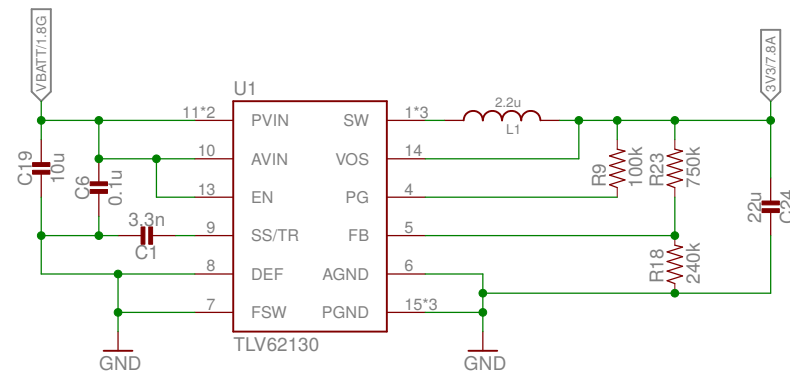 VBATT/1.8G
3V3/7.8A
U1
11*2 PVIN SW 1*3
2.2u
L1
10 AVIN VOS 14
13 EN PG 4
9 SS/TR FB 5
8 DEF AGND 6
7 FSW PGND 15*3
TLV62130
C19
10u
C6
0.1u
3.3n
C1
R9
100k
R23
750k
R18
240k
22u
C24
GND
GND